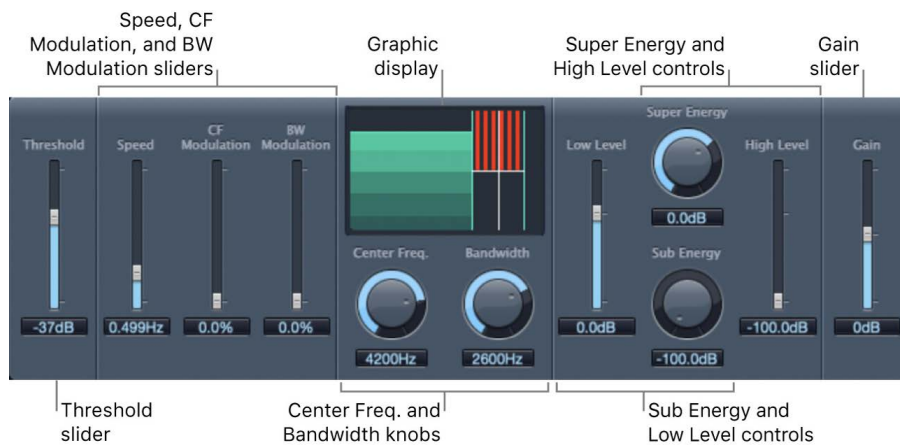 Speed, CF
Modulation, and BW
Modulation sliders
Graphic
display
Super Energy and
High Level controls
Gain
slider
Threshold
Speed
CF
Modulation
BW
Modulation
Low Level
Super Energy
High Level
Gain
0.0dB
Center Freq.
Bandwidth
Sub Energy
-37dB
0.499Hz
0.0%
0.0%
4200Hz
2600Hz
0.0dB
-100.0dB
-100.0dB
0dB
Threshold
slider
Center Freq. and
Bandwidth knobs
Sub Energy and
Low Level controls